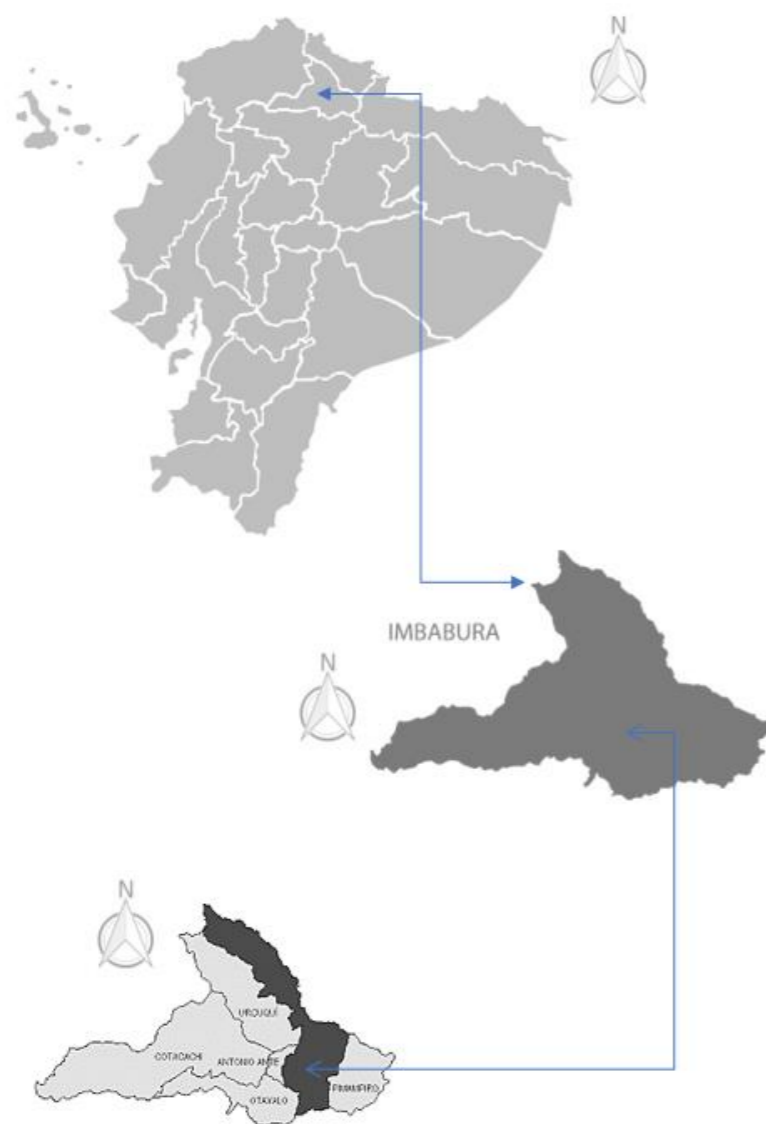 N
IMBABURA
N
N
URCUQUÍ
COTACACHI
ANTONIO ANTE
PIMAMPIRO
OTAVALO